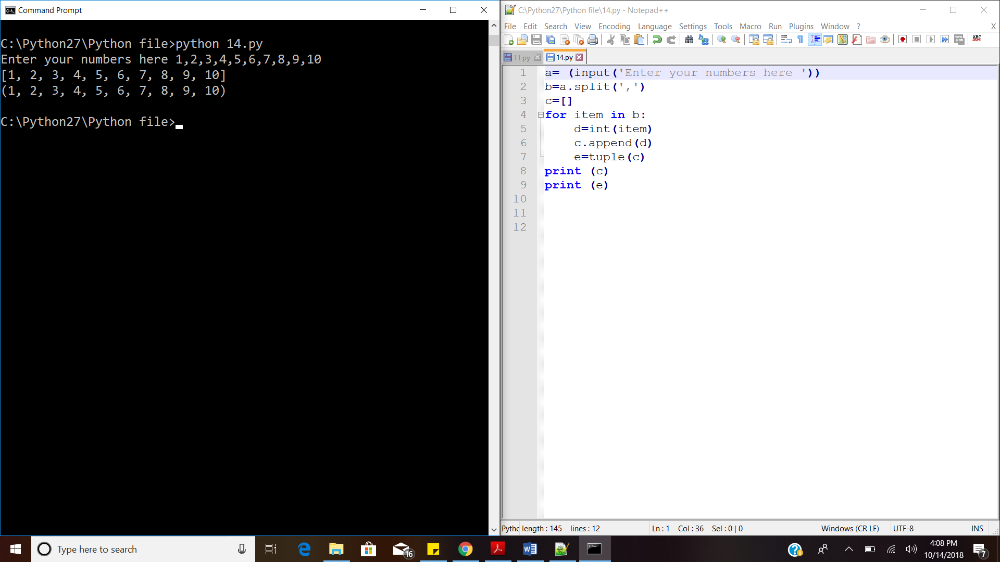 Command Prompt
C:\Python27\Python file>python 14.py
Enter your numbers here 1,2,3,4,5,6,7,8,9,10
[1, 2, 3, 4, 5, 6, 7, 8, 9, 10]
(1, 2, 3, 4, 5, 6, 7, 8, 9, 10)
C:\Python27\Python file>
C:\Python27\Python file\14.py - Notepad++
File Edit Search View Encoding Language Settings Tools Macro Run Plugins Window ? X
ABC
11.py 14.py
1 a= (input('Enter your numbers here '))
2 b=a.split(',')
3 c=[]
4 for item in b:
5 d=int(item)
6 c.append(d)
7 e=tuple(c)
8 print (c)
9 print (e)
10
11
12
Pythc length : 145 lines : 12 Ln : 1 Col : 36 Sel : 0 | 0 Windows (CR LF) UTF-8 INS
Type here to search
16
4:08 PM
10/14/2018
7